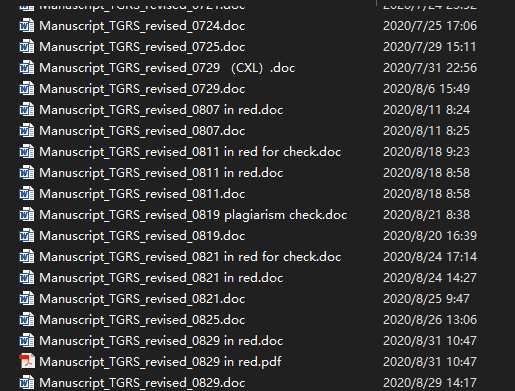 Manuscript_TGRS_revised_0721.doc 2020/7/24 23:32
Manuscript_TGRS_revised_0724.doc 2020/7/25 17:06
Manuscript_TGRS_revised_0725.doc 2020/7/29 15:11
Manuscript_TGRS_revised_0729 （CXL）.doc 2020/7/31 22:56
Manuscript_TGRS_revised_0729.doc 2020/8/6 15:49
Manuscript_TGRS_revised_0807 in red.doc 2020/8/11 8:24
Manuscript_TGRS_revised_0807.doc 2020/8/11 8:25
Manuscript_TGRS_revised_0811 in red for check.doc 2020/8/18 9:23
Manuscript_TGRS_revised_0811 in red.doc 2020/8/18 8:58
Manuscript_TGRS_revised_0811.doc 2020/8/18 8:58
Manuscript_TGRS_revised_0819 plagiarism check.doc 2020/8/21 8:38
Manuscript_TGRS_revised_0819.doc 2020/8/20 16:39
Manuscript_TGRS_revised_0821 in red for check.doc 2020/8/24 17:14
Manuscript_TGRS_revised_0821 in red.doc 2020/8/24 14:27
Manuscript_TGRS_revised_0821.doc 2020/8/25 9:47
Manuscript_TGRS_revised_0825.doc 2020/8/26 13:06
Manuscript_TGRS_revised_0829 in red.doc 2020/8/31 10:47
Manuscript_TGRS_revised_0829 in red.pdf 2020/8/31 10:47
Manuscript_TGRS_revised_0829.doc 2020/8/29 14:17